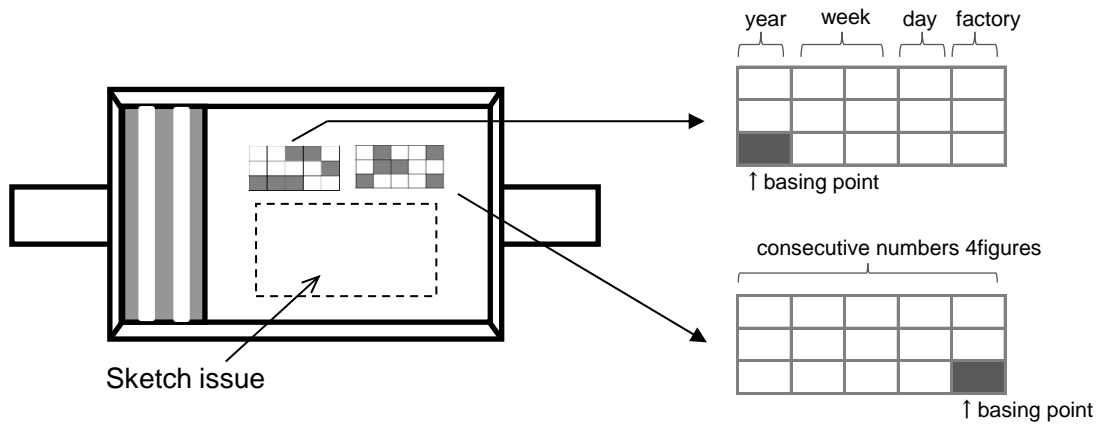 year week day factory
↑ basing point
consecutive numbers 4figures
↑ basing point
Sketch issue